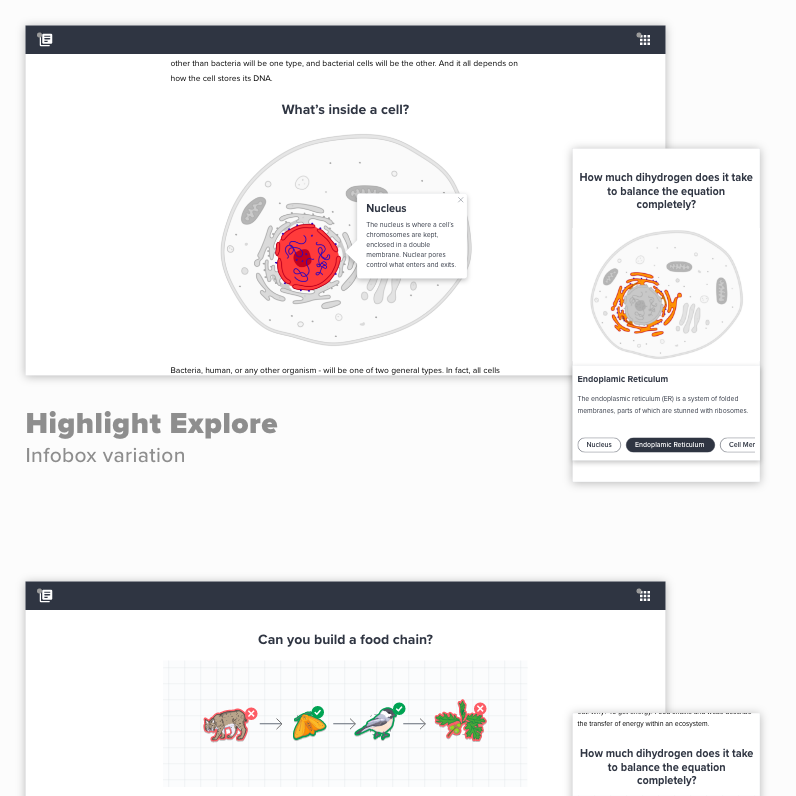 other than bacteria will be one type, and bacterial cells will be the other. And it all depends on
how the cell stores its DNA.
What's inside a cell?
Nucleus
The nucleus is where a cell's
chromosomes are kept,
enclosed in a double
membrane. Nuclear pores
control what enters and exits.
Bacteria, human, or any other organism - will be one of two general types. In fact, all cells
How much dihydrogen does it take
to balance the equation
completely?
Endoplamic Reticulum
The endoplasmic reticulum (ER) is a system of folded
membranes, parts of which are stunned with ribosomes.
Nucleus
Endoplamic Reticulum
Cell Mer
Highlight Explore
Infobox variation
Can you build a food chain?
the transfer of energy within an ecosystem.
How much dihydrogen does it take
to balance the equation
completely?